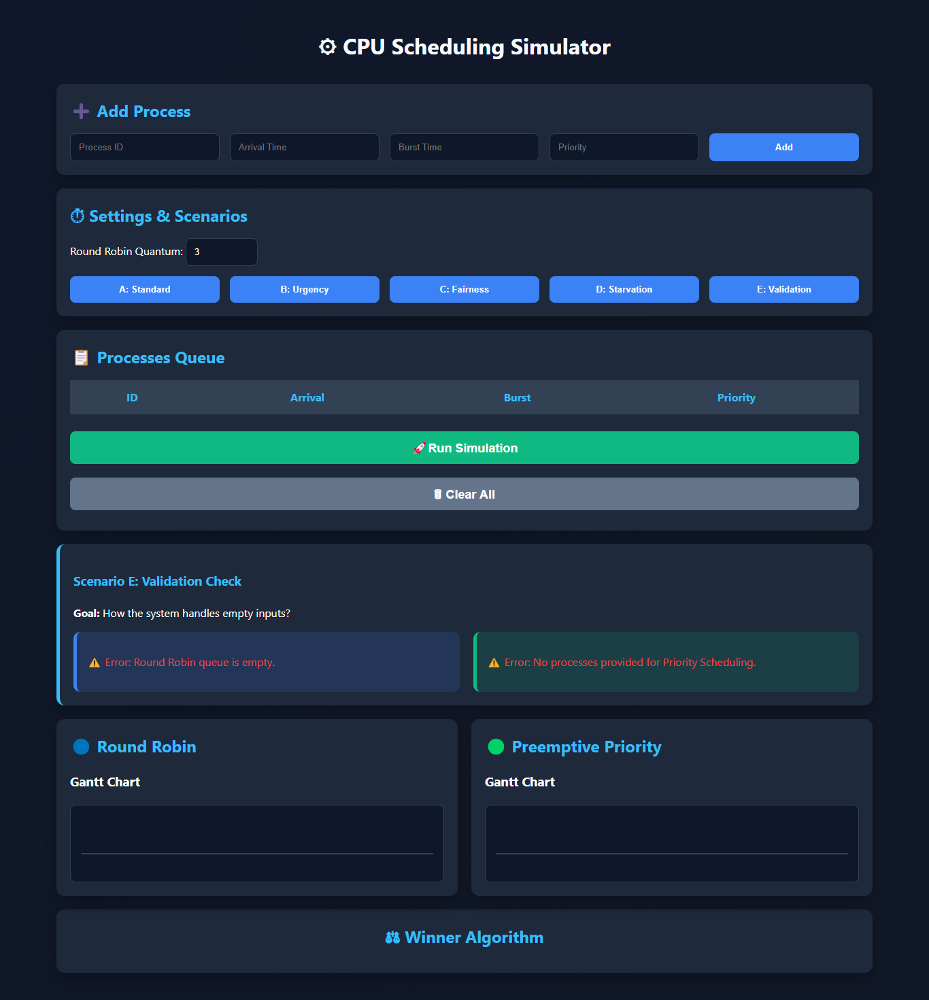 ⚙ CPU Scheduling Simulator
➕ Add Process
Process ID
Arrival Time
Burst Time
Priority
Add
⏱ Settings & Scenarios
Round Robin Quantum: 3
A: Standard
B: Urgency
C: Fairness
D: Starvation
E: Validation
📋 Processes Queue
ID Arrival Burst Priority
🚀 Run Simulation
🗑 Clear All
Scenario E: Validation Check
Goal: How the system handles empty inputs?
⚠️ Error: Round Robin queue is empty.
⚠️ Error: No processes provided for Priority Scheduling.
🔵 Round Robin
Gantt Chart
🟢 Preemptive Priority
Gantt Chart
⚖ Winner Algorithm